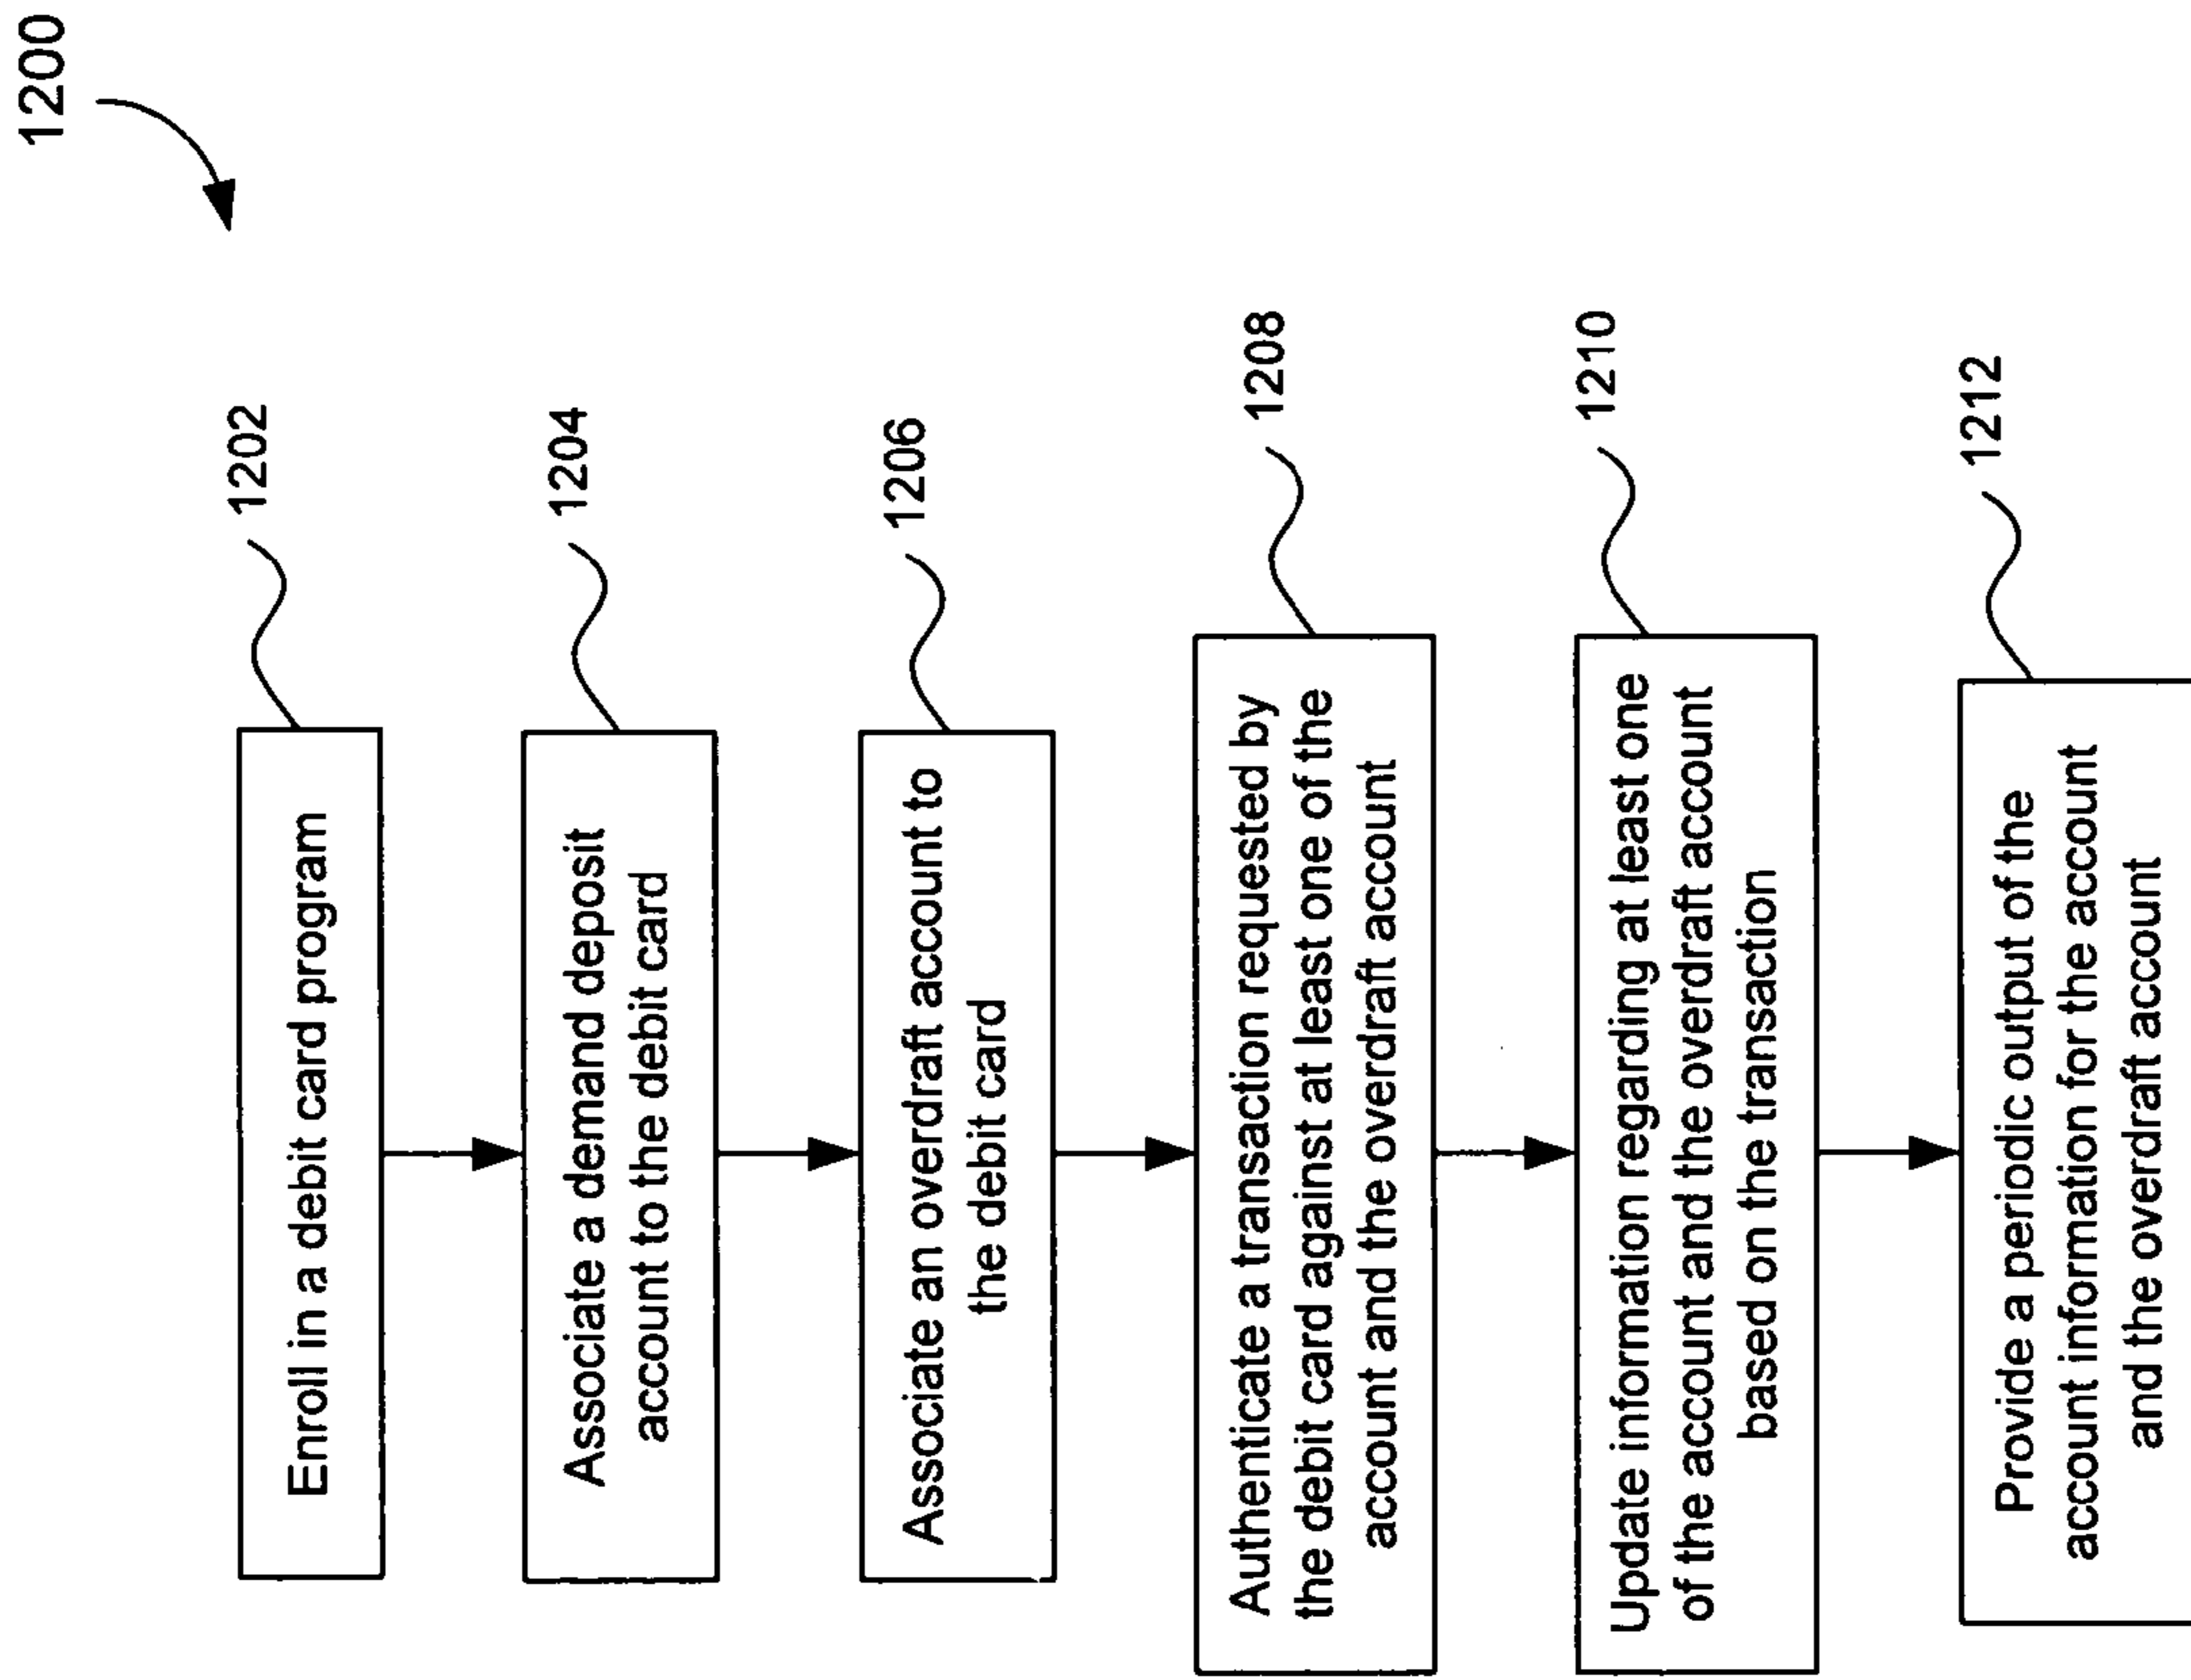 1200
Enroll in a debit card program
1202
Associate a demand deposit
account to the debit card
1204
Associate an overdraft account to
the debit card
1206
Authenticate a transaction requested by
the debit card against at least one of the
account and the overdraft account
1208
Update information regarding at least one
of the account and the overdraft account
based on the transaction
1210
Provide a periodic output of the
account information for the account
and the overdraft account
1212